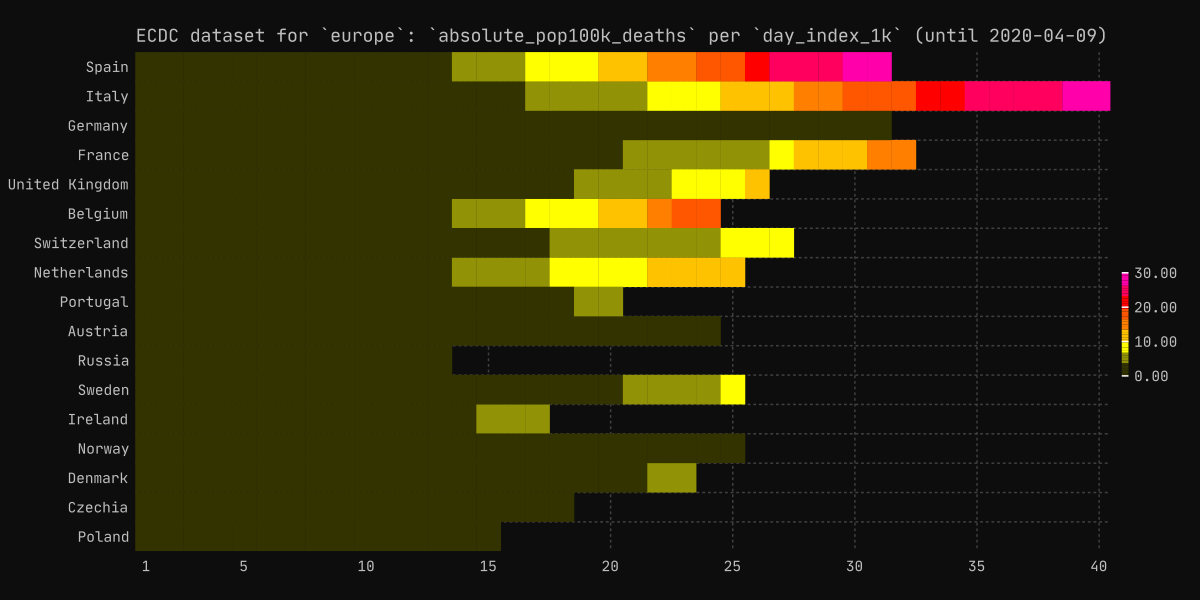 ECDC dataset for `europe`: `absolute_pop100k_deaths` per `day_index_1k` (until 2020-04-09)
Spain
Italy
Germany
France
United Kingdom
Belgium
Switzerland
Netherlands
Portugal
Austria
Russia
Sweden
Ireland
Norway
Denmark
Czechia
Poland
1 5 10 15 20 25 30 35 40
30.00
20.00
10.00
0.00